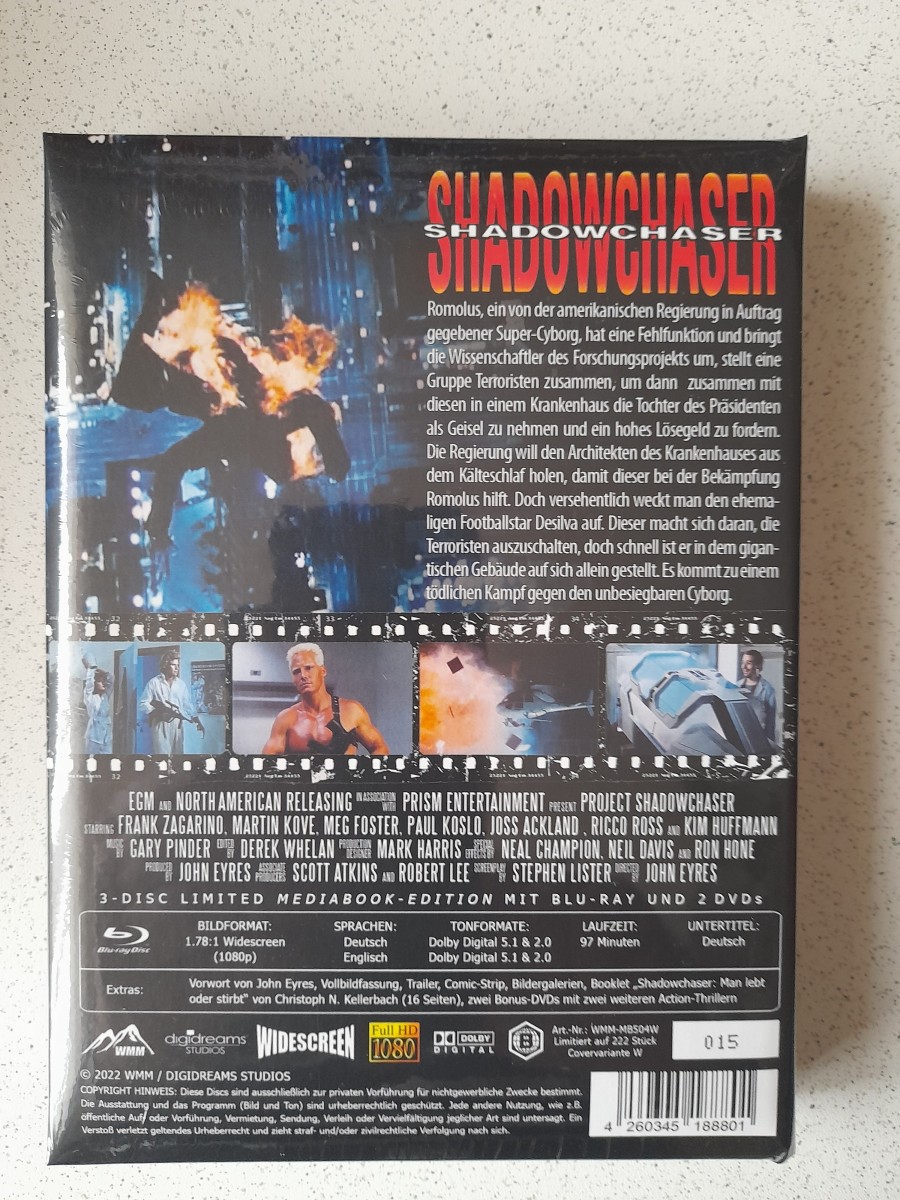 SHADOWCHASER
SHADOWCHASER
Romolus, ein von der amerikanischen Regierung in Auftrag
gegebener Super-Cyborg, hat eine Fehlfunktion und bringt
die Wissenschaftler des Forschungsprojekts um, stellt eine
Gruppe Terroristen zusammen, um dann zusammen mit
diesen in einem Krankenhaus die Tochter des Präsidenten
als Geisel zu nehmen und ein hohes Lösegeld zu fordern.
Die Regierung will den Architekten des Krankenhauses aus
dem Kälteschlaf holen, damit dieser bei der Bekämpfung
Romolus hilft. Doch versehentlich weckt man den ehema-
ligen Footballstar Desilva auf. Dieser macht sich daran, die
Terroristen auszuschalten, doch schnell ist er in dem gigan-
tischen Gebäude auf sich allein gestellt. Es kommt zu einem
tödlichen Kampf gegen den unbesiegbaren Cyborg.
32 33 34
32
EGM AND NORTH AMERICAN RELEASING IN ASSOCIATION WITH PRISM ENTERTAINMENT PRESENT PROJECT SHADOWCHASER
STARRING FRANK ZAGARINO, MARTIN KOVE, MEG FOSTER, PAUL KOSLO, JOSS ACKLAND , RICCO ROSS AND KIM HUFFMANN
MUSIC BY GARY PINDER EDITED BY DEREK WHELAN PRODUCTION DESIGNER MARK HARRIS SPECIAL EFFECTS BY NEAL CHAMPION, NEIL DAVIS AND RON HONE
PRODUCED BY JOHN EYRES ASSOCIATE PRODUCERS SCOTT ATKINS AND ROBERT LEE SCREENPLAY BY STEPHEN LISTER DIRECTED BY JOHN EYRES
3-DISC LIMITED MEDIABOOK-EDITION MIT BLU-RAY UND 2 DVDs
Blu-ray Disc
BILDFORMAT: SPRACHEN: TONFORMATE: LAUFZEIT: UNTERTITEL:
1.78:1 Widescreen Deutsch Dolby Digital 5.1 & 2.0 97 Minuten Deutsch
(1080p) Englisch Dolby Digital 5.1 & 2.0
Extras: Vorwort von John Eyres, Vollbildfassung, Trailer, Comic-Strip, Bildergalerien, Booklet „Shadowchaser: Man lebt
oder stirbt" von Christoph N. Kellerbach (16 Seiten), zwei Bonus-DVDs mit zwei weiteren Action-Thrillern
WMM
digidreams
STUDIOS
WIDESCREEN
Full HD
1080
DOLBY
DIGITAL
Art.-Nr.: WMM-MB504W
Limitiert auf 222 Stück
Covervariante W
015
© 2022 WMM / DIGIDREAMS STUDIOS
COPYRIGHT HINWEIS: Diese Discs sind ausschließlich zur privaten Vorführung für nichtgewerbliche Zwecke bestimmt.
Die Ausstattung und das Programm (Bild und Ton) sind urheberrechtlich geschützt. Jede andere Nutzung, wie z.B.
öffentliche Auf oder Vorführung, Vermietung, Sendung, Verleih oder Vervielfältigung jeglicher Art sind untersagt. Ein
Verstoß verletzt geltendes Urheberrecht und zieht straf- und/oder zivilrechtliche Verfolgung nach sich.
4 260345 188801